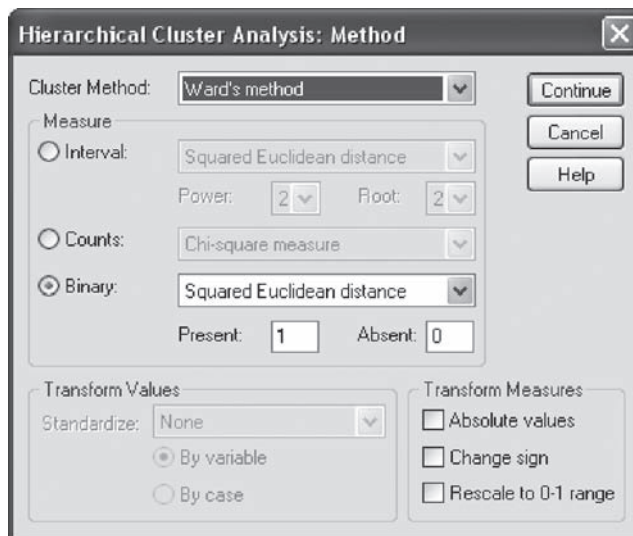 Hierarchical Cluster Analysis: Method
Cluster Method: Ward's method
Continue
Cancel
Help
Measure
Interval: Squared Euclidean distance
Power: 2 Root: 2
Counts: Chi-square measure
Binary: Squared Euclidean distance
Present: 1 Absent: 0
Transform Values
Standardize: None
By variable
By case
Transform Measures
Absolute values
Change sign
Rescale to 0-1 range